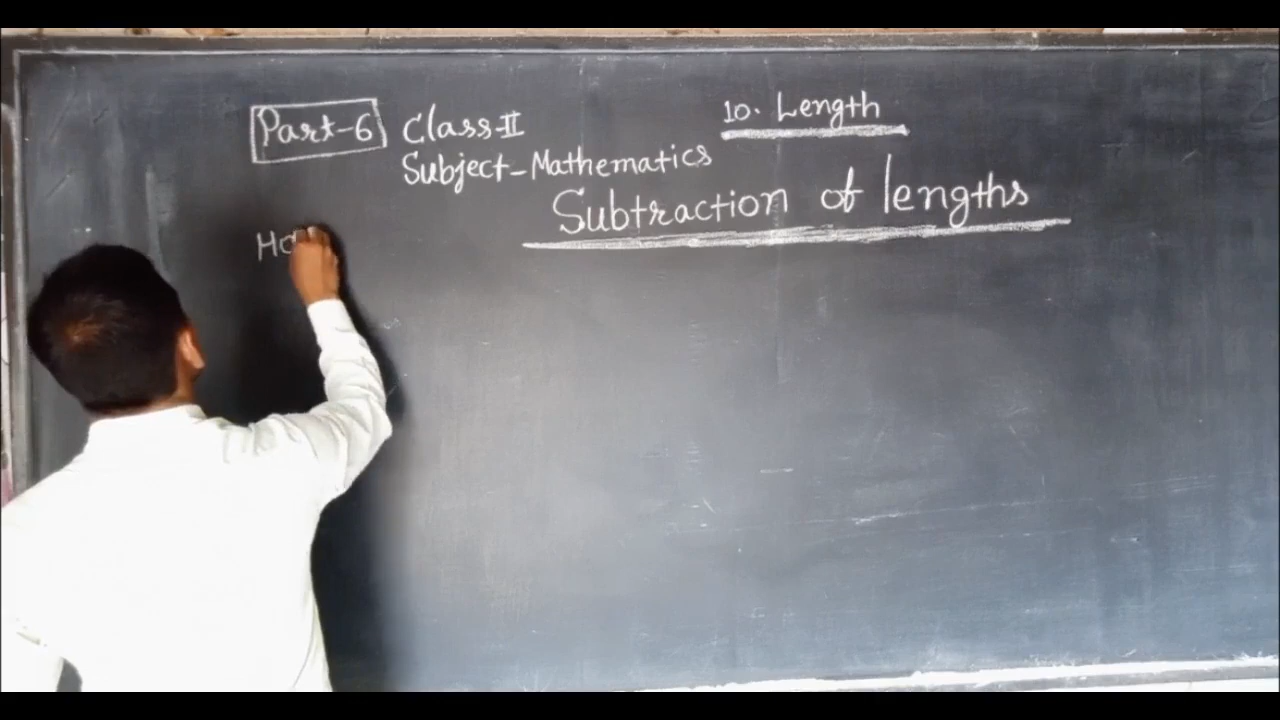 Part-6 Class-II
10. Length
Subject-Mathematics
Subtraction of lengths